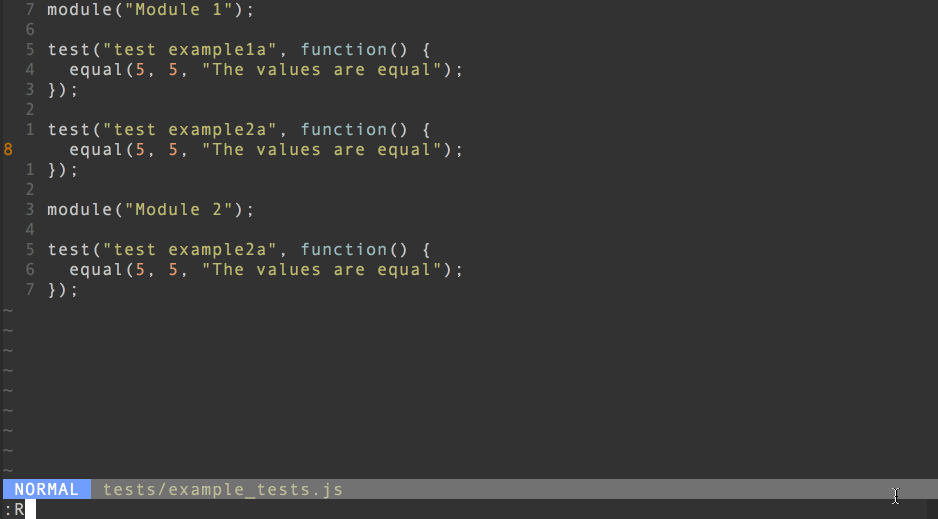 7 module("Module 1");
6
5 test("test example1a", function() {
4   equal(5, 5, "The values are equal");
3 });
2
1 test("test example2a", function() {
8   equal(5, 5, "The values are equal");
1 });
2
3 module("Module 2");
4
5 test("test example2a", function() {
6   equal(5, 5, "The values are equal");
7 });
~
~
~
~
~
~
~
~
~
NORMAL tests/example_tests.js
:R